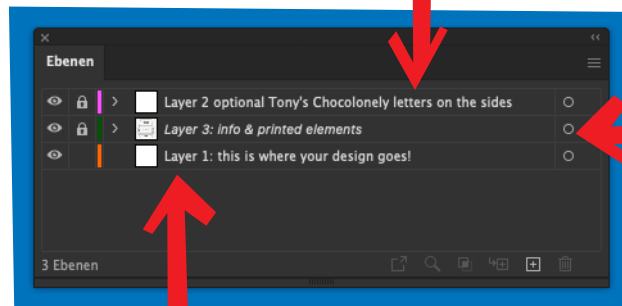 Ebenen
Layer 2 optional Tony's Chocolonely letters on the sides
Layer 3: info & printed elements
Layer 1: this is where your design goes!
3 Ebenen